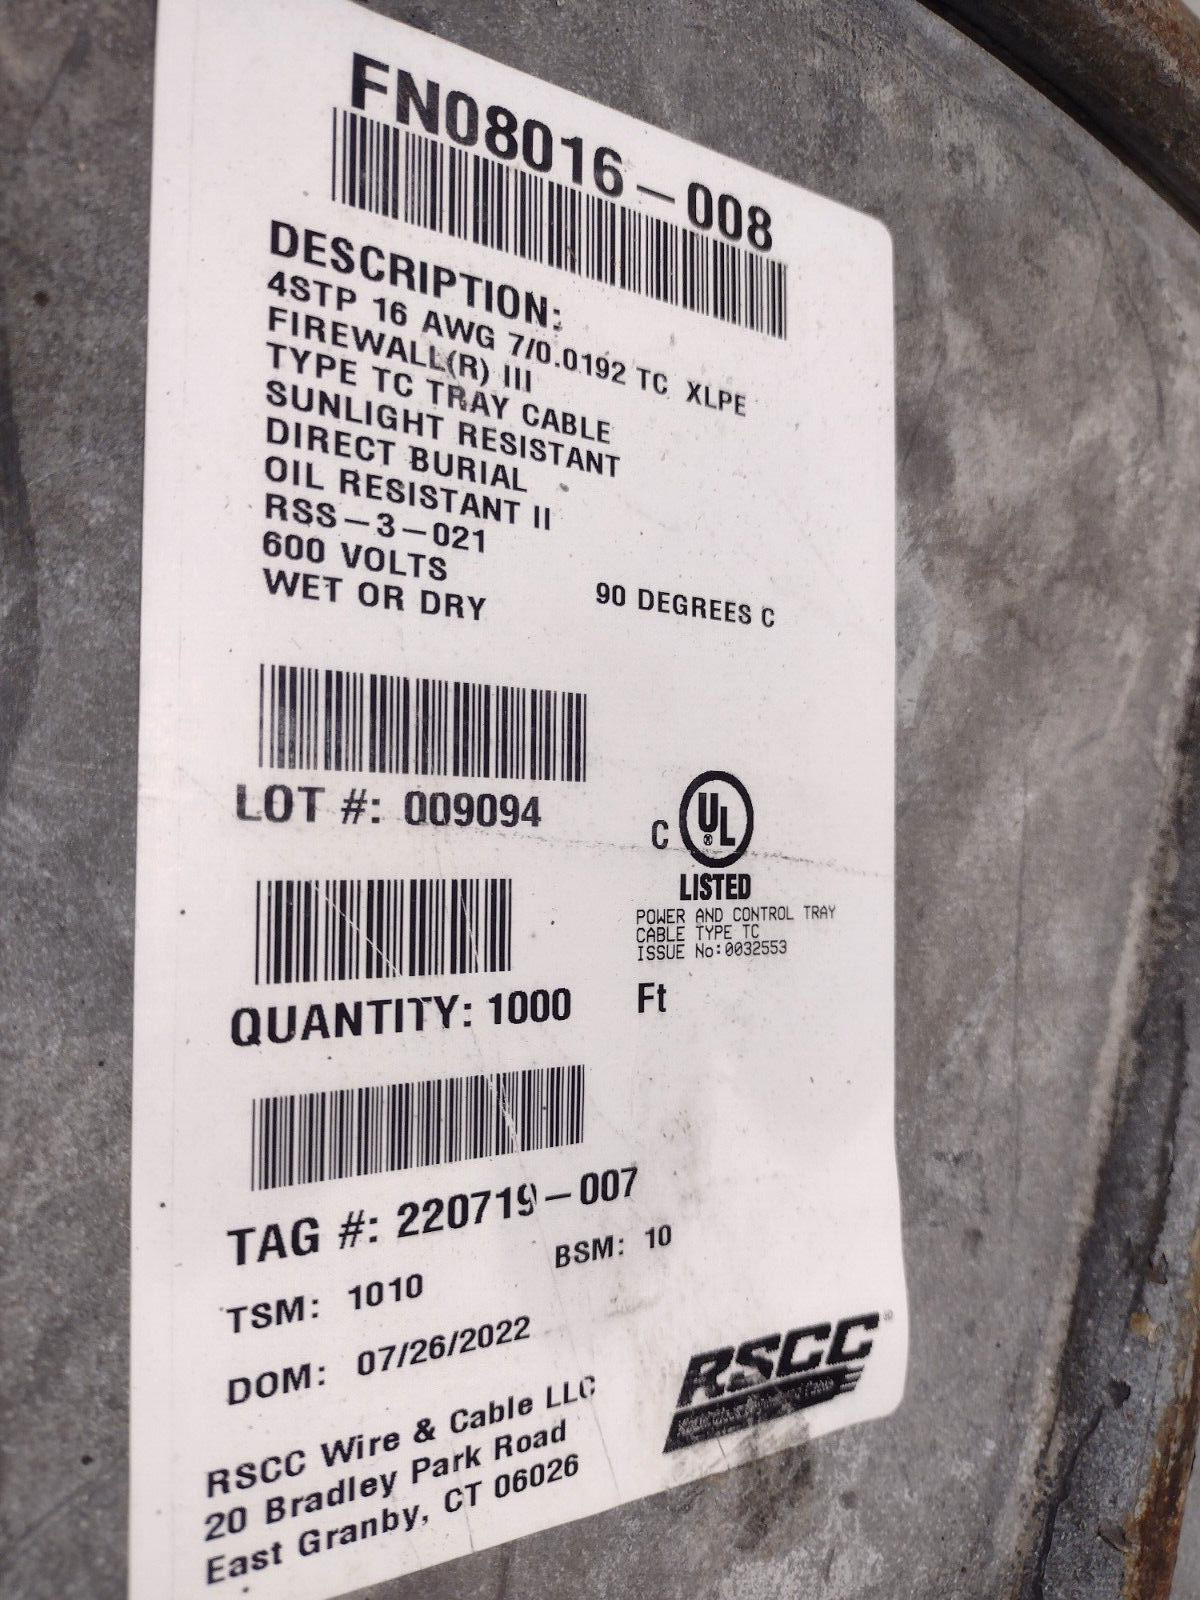 FN08016-008
DESCRIPTION:
4STP 16 AWG 7/0.0192 TC XLPE
FIREWALL(R) III
TYPE TC TRAY CABLE
SUNLIGHT RESISTANT
DIRECT BURIAL
OIL RESISTANT II
RSS-3-021
600 VOLTS
WET OR DRY 90 DEGREES C
LOT #: 009094
C UL ®
LISTED
POWER AND CONTROL TRAY
CABLE TYPE TC
ISSUE No:0032553
QUANTITY: 1000 Ft
TAG #: 220719-007
TSM: 1010 BSM: 10
DOM: 07/26/2022
RSCC ®
RSCC Wire & Cable LLC
20 Bradley Park Road
East Granby, CT 06026